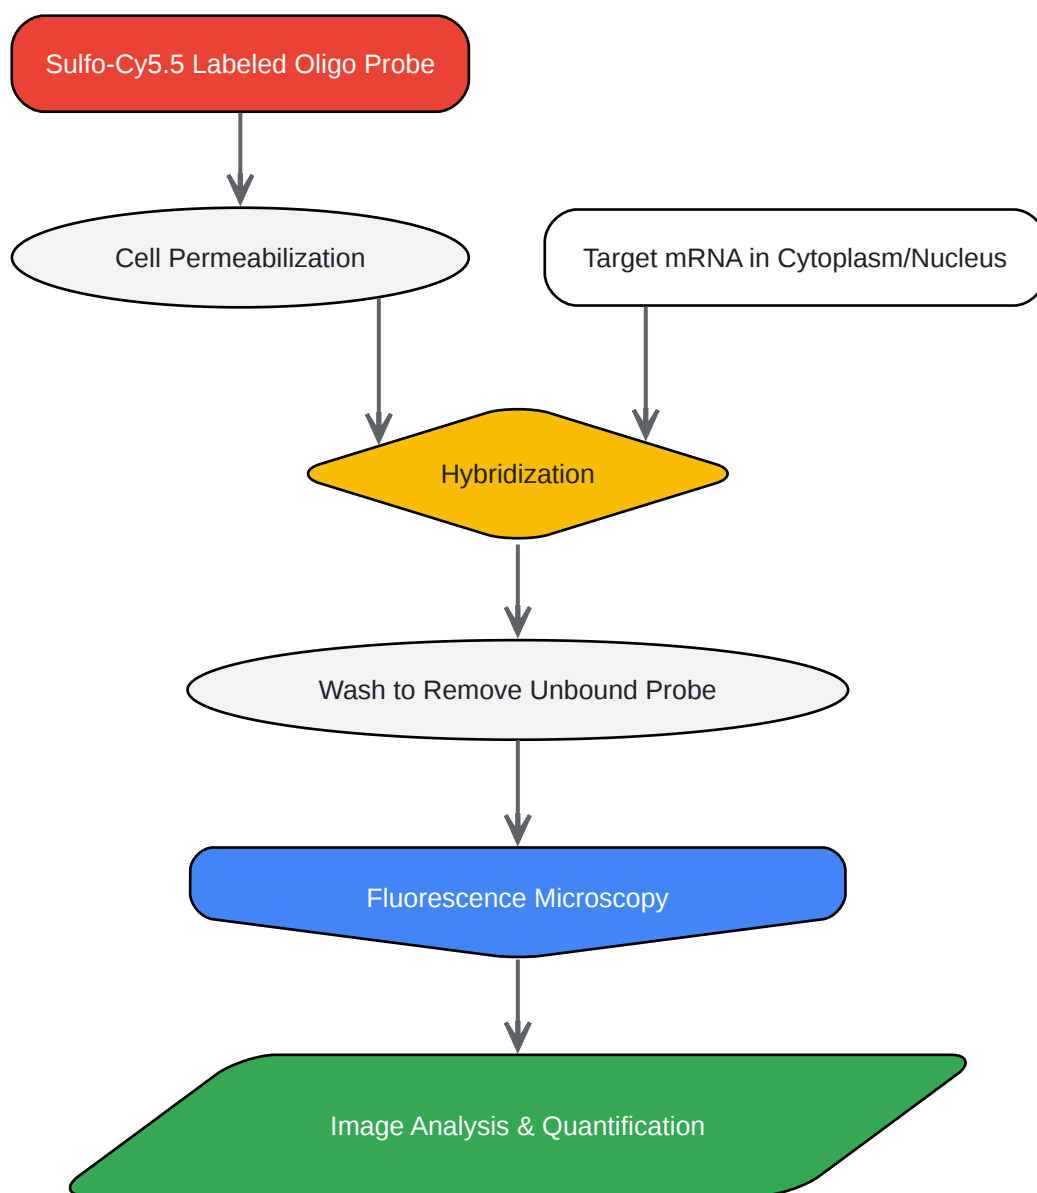 Sulfo-Cy5.5 Labeled Oligo Probe
Cell Permeabilization
Target mRNA in Cytoplasm/Nucleus
Hybridization
Wash to Remove Unbound Probe
Fluorescence Microscopy
Image Analysis & Quantification